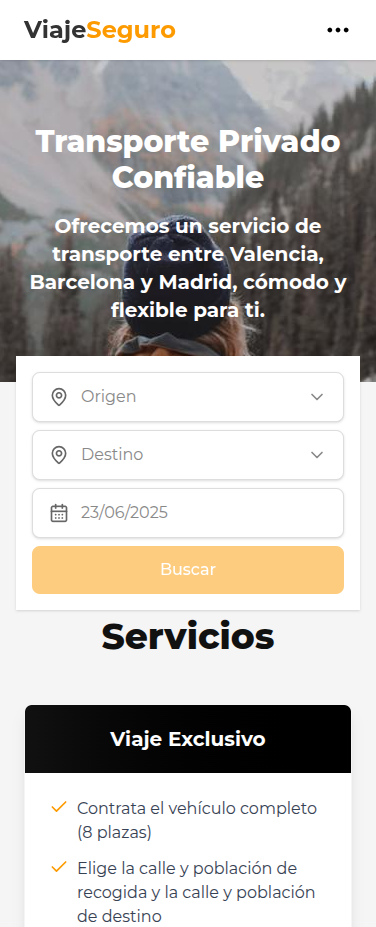 ViajeSeguro
Transporte Privado
Confiable
Ofrecemos un servicio de
transporte entre Valencia,
Barcelona y Madrid, cómodo y
flexible para ti.
Origen
Destino
23/06/2025
Buscar
Servicios
Viaje Exclusivo
Contrata el vehículo completo
(8 plazas)
Elige la calle y población de
recogida y la calle y población
de destino